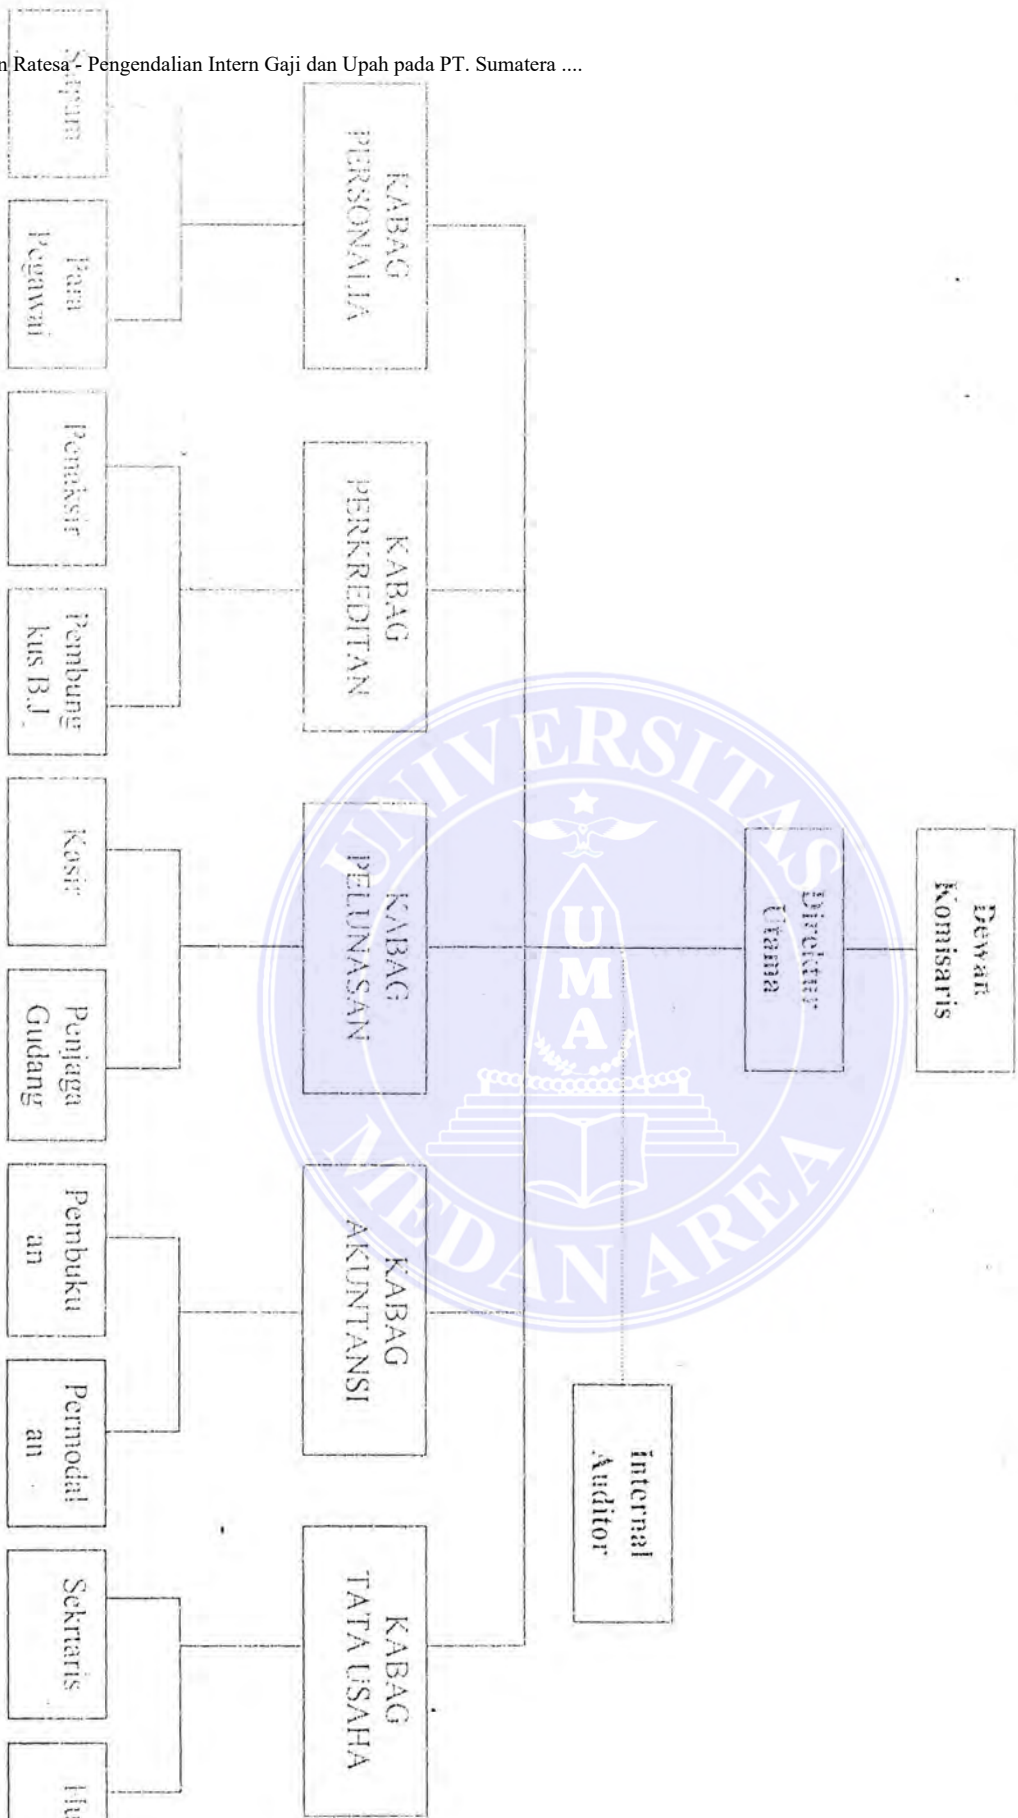 Ratesa - Pengendalian Intern Gaji dan Upah pada PT. Sumatera ....
Dewan
Komisaris
Direktur
Utama
Internal
Auditor
KABAG
PERSONALIA
KABAG
PERKREDITAN
KABAG
PELUNASAN
KABAG
AKUNTANSI
KABAG
TATA USAHA
Para
Pegawai
Penaksir
Pembung
kus B.J
Kasir
Penjaga
Gudang
Pembuku
an
Permodal
an
Sekrtaris
UNIVERSITAS
UMA
MEDAN AREA